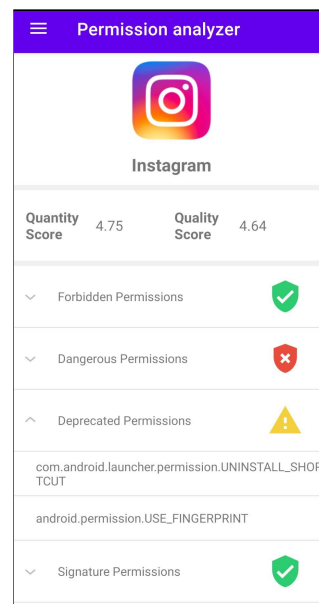 Permission analyzer
Instagram
Quantity
Score
4.75
Quality
Score
4.64
Forbidden Permissions
Dangerous Permissions
Deprecated Permissions
com.android.launcher.permission.UNINSTALL_SHOR
TCUT
android.permission.USE_FINGERPRINT
Signature Permissions